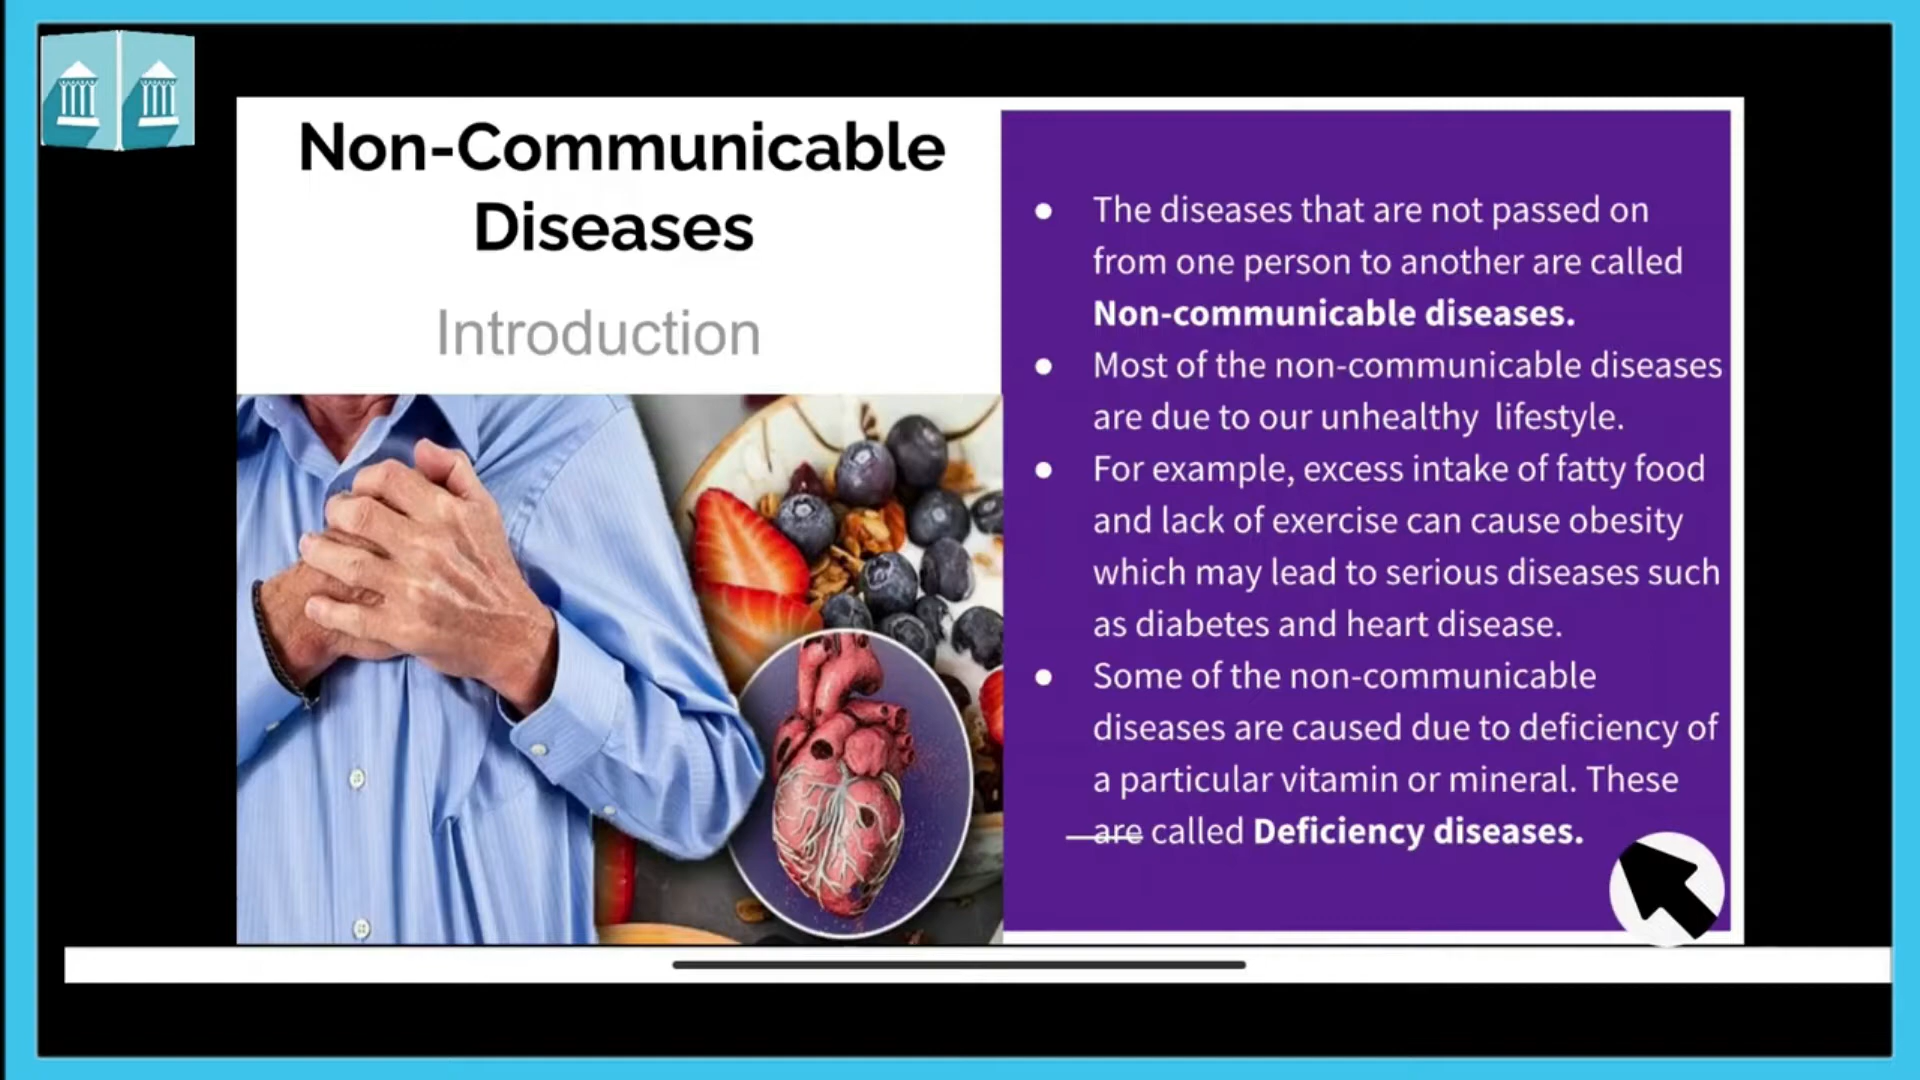 Non-Communicable
Diseases
Introduction
● The diseases that are not passed on
from one person to another are called
Non-communicable diseases.
● Most of the non-communicable diseases
are due to our unhealthy lifestyle.
● For example, excess intake of fatty food
and lack of exercise can cause obesity
which may lead to serious diseases such
as diabetes and heart disease.
● Some of the non-communicable
diseases are caused due to deficiency of
a particular vitamin or mineral. These
are called Deficiency diseases.